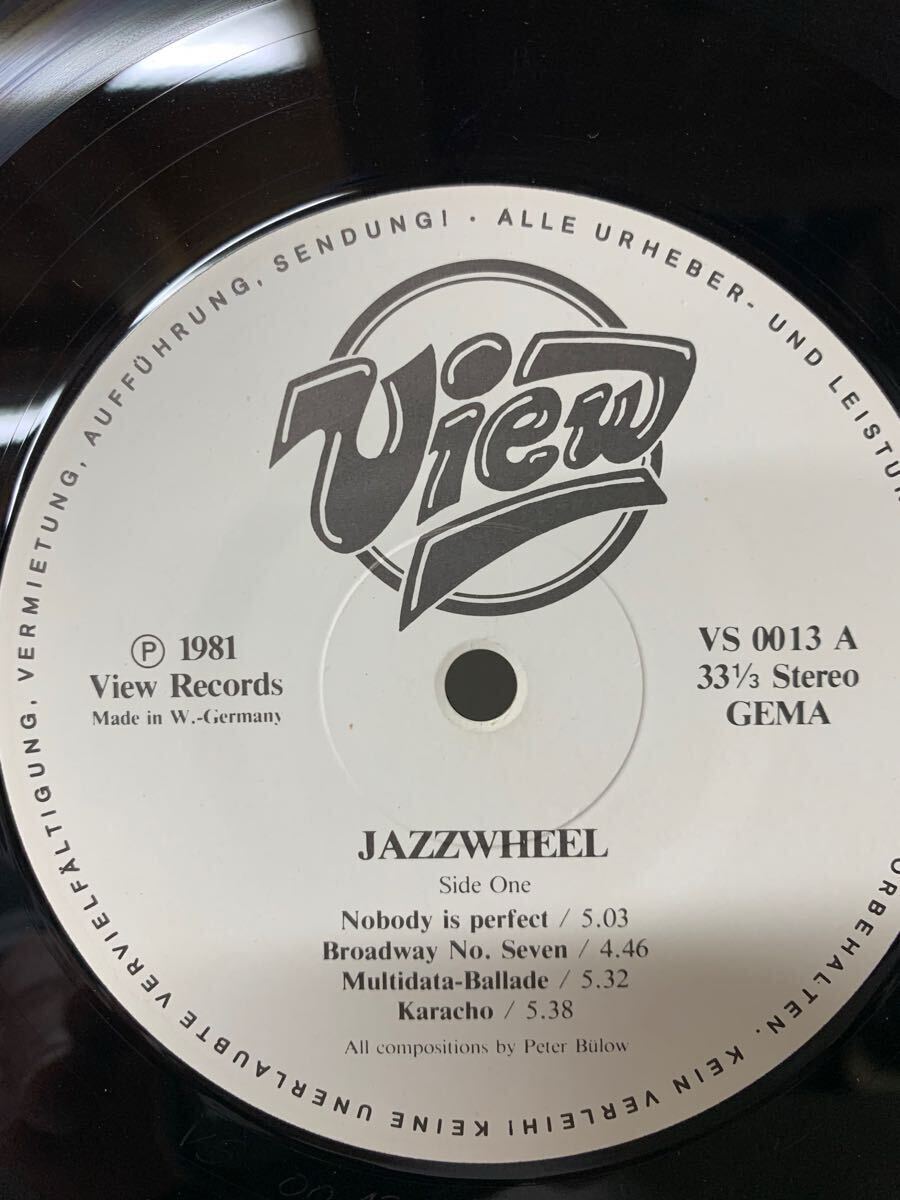 ALLE URHEBER- UND
KEIN VERLEIH! KEINE UNERLAUBTE VERVIELFÄLTIGUNG, VERMIETUNG, AUFFÜHRUNG, SENDUNG! ·
View
Ⓟ 1981
View Records
Made in W.-Germany
VS 0013 A
33⅓ Stereo
GEMA
JAZZWHEEL
Side One
Nobody is perfect / 5.03
Broadway No. Seven / 4.46
Multidata-Ballade / 5.32
Karacho / 5.38
All compositions by Peter Bülow